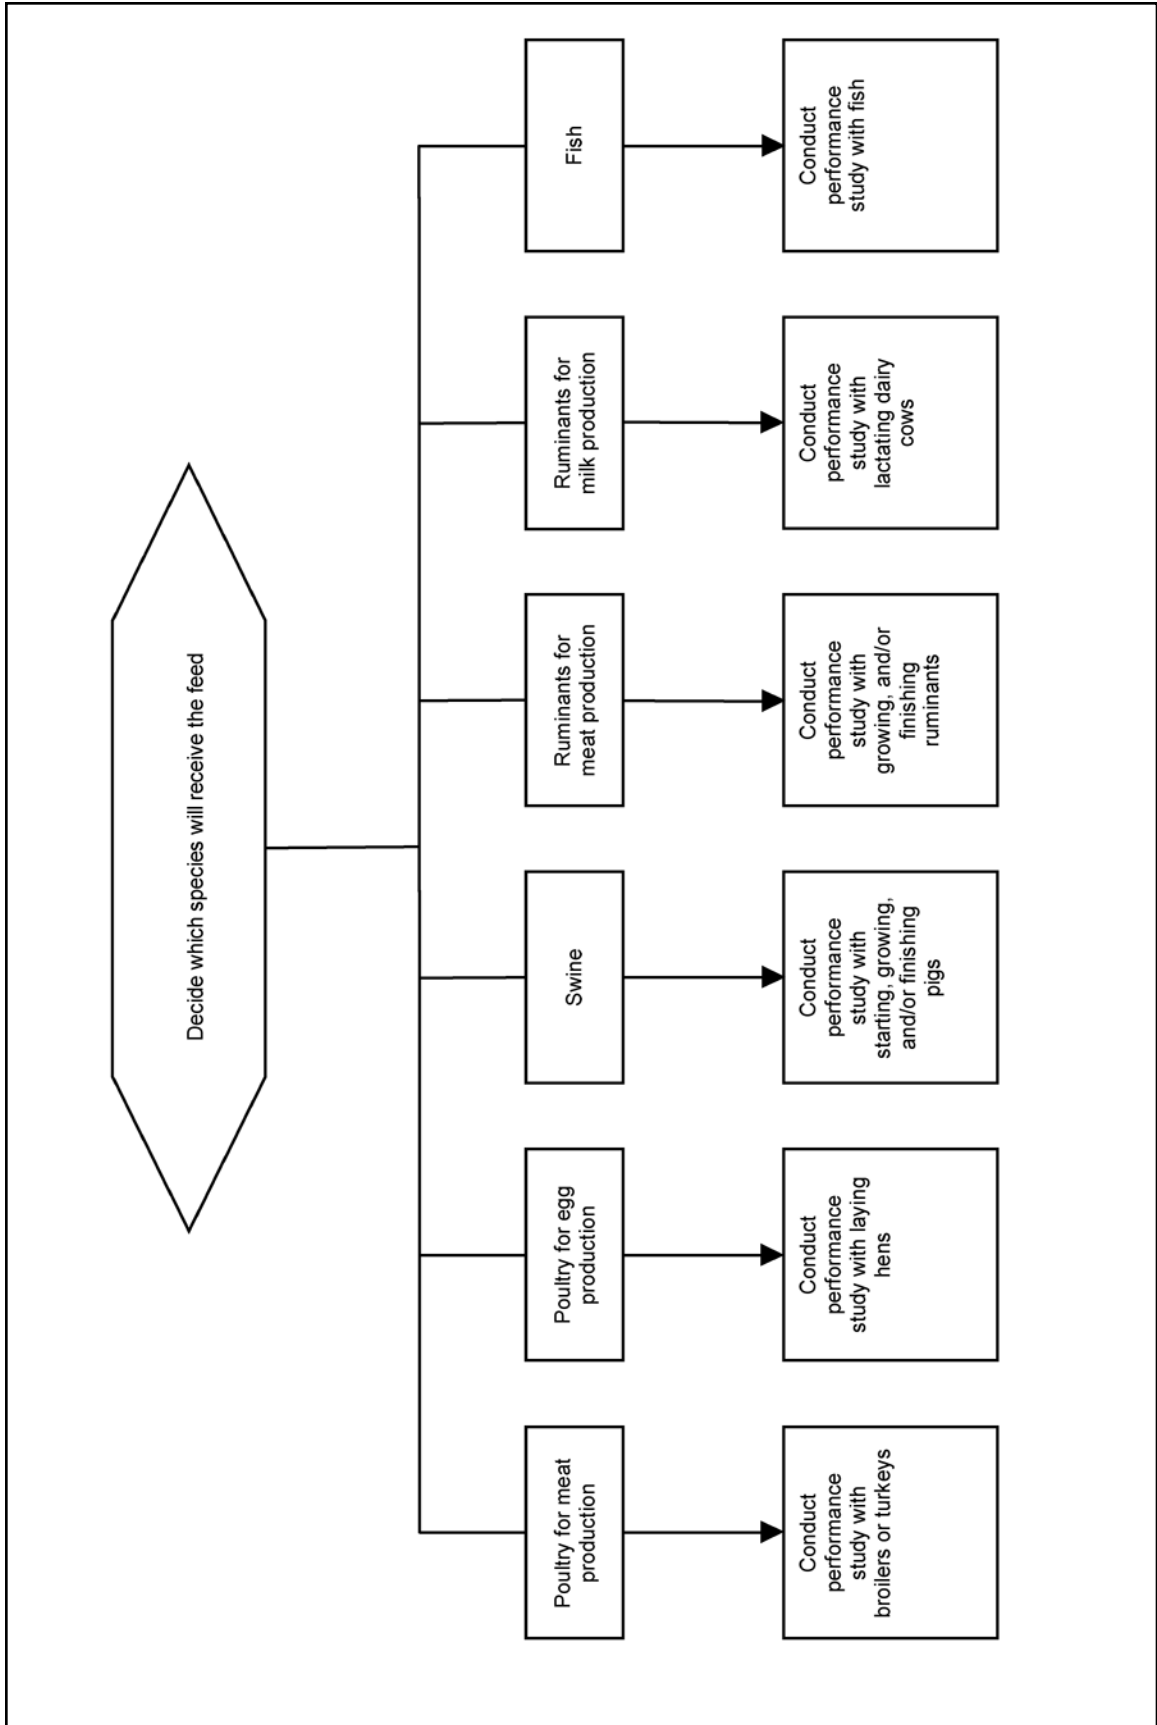 Decide which species will receive the feed
Poultry for meat
production
Poultry for egg
production
Swine
Ruminants for
meat production
Ruminants for
milk production
Fish
Conduct
performance
study with
broilers or turkeys
Conduct
performance
study with laying
hens
Conduct
performance
study with
starting, growing,
and/or finishing
pigs
Conduct
performance
study with
growing, and/or
finishing
ruminants
Conduct
performance
study with
lactating dairy
cows
Conduct
performance
study with fish